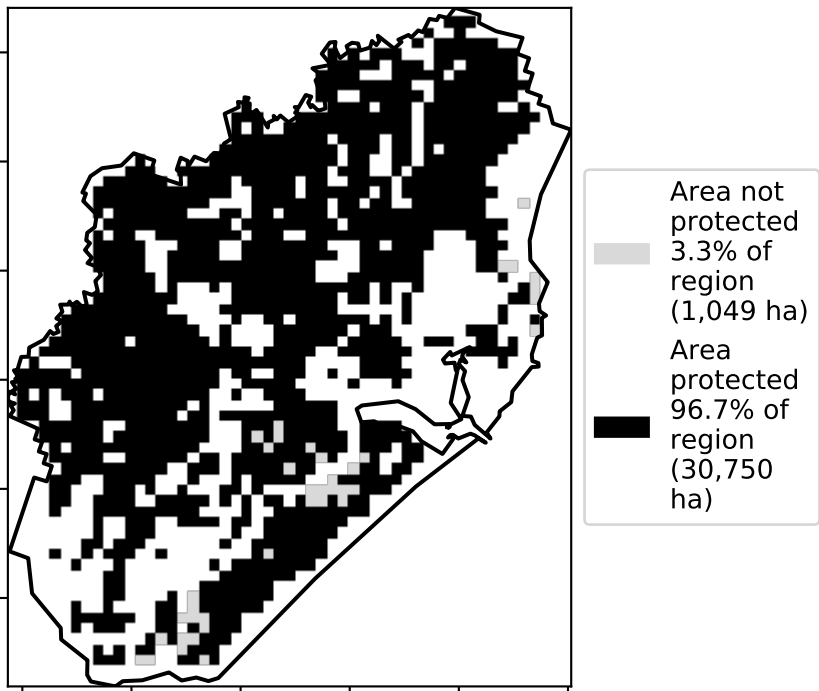 Area not
protected
3.3% of
region
(1,049 ha)
Area
protected
96.7% of
region
(30,750
ha)